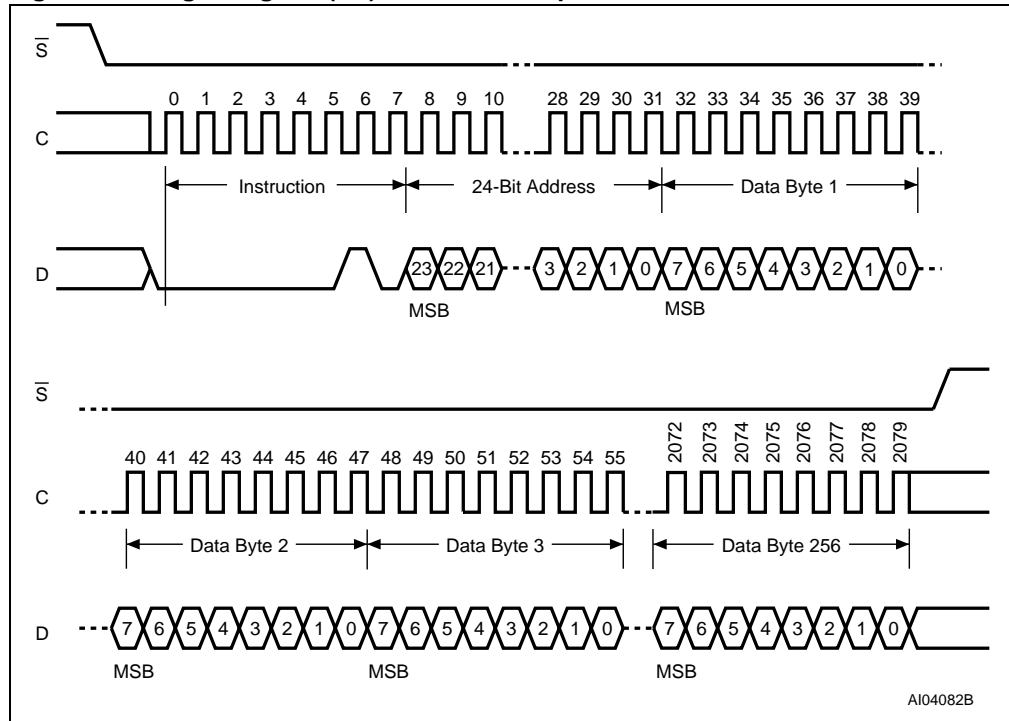 S
0 1 2 3 4 5 6 7 8 9 10 28 29 30 31 32 33 34 35 36 37 38 39
C
Instruction 24-Bit Address Data Byte 1
D 23 22 21 3 2 1 0 7 6 5 4 3 2 1 0
MSB MSB
S
40 41 42 43 44 45 46 47 48 49 50 51 52 53 54 55 2072 2073 2074 2075 2076 2077 2078 2079
C
Data Byte 2 Data Byte 3 Data Byte 256
D 7 6 5 4 3 2 1 0 7 6 5 4 3 2 1 0 7 6 5 4 3 2 1 0
MSB MSB MSB
AI04082B